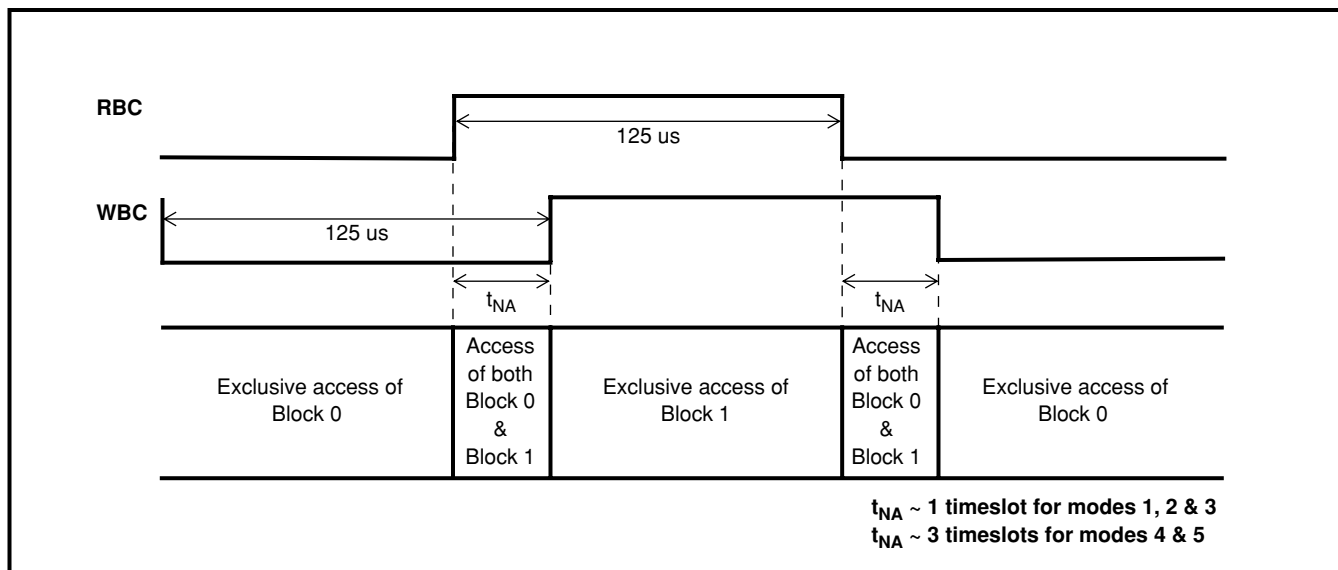 RBC
125 us
WBC
125 us
tNA
tNA
Exclusive access of
Block 0
Access
of both
Block 0
&
Block 1
Exclusive access of
Block 1
Access
of both
Block 0
&
Block 1
Exclusive access of
Block 0
tNA ~ 1 timeslot for modes 1, 2 & 3
tNA ~ 3 timeslots for modes 4 & 5